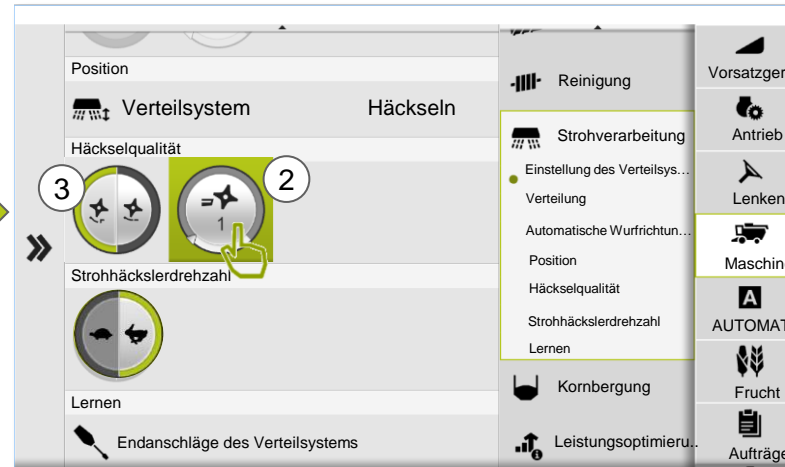 Position
Verteilsystem Häckseln
Häckselqualität
3
2
1
Strohhäckslerdrehzahl
Lernen
Endanschläge des Verteilsystems
Reinigung
Strohverarbeitung
Einstellung des Verteilsys...
Verteilung
Automatische Wurfrichtun...
Position
Häckselqualität
Strohhäckslerdrehzahl
Lernen
Kornbergung
Leistungsoptimieru..
Vorsatzger
Antrieb
Lenken
Maschin
A
AUTOMAT
Frucht
Aufträge